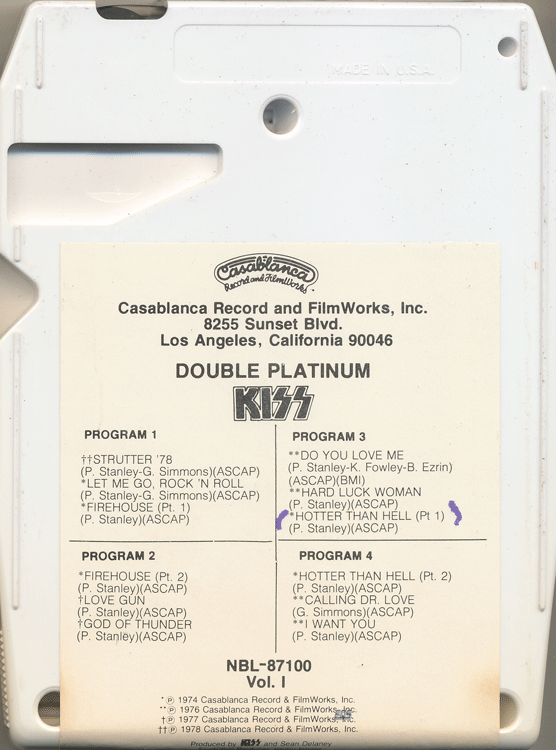 MADE IN U.S.A.
Casablanca
Record and FilmWorks
Casablanca Record and FilmWorks, Inc.
8255 Sunset Blvd.
Los Angeles, California 90046
DOUBLE PLATINUM
KISS
PROGRAM 1
††STRUTTER '78
(P. Stanley-G. Simmons)(ASCAP)
*LET ME GO, ROCK 'N ROLL
(P. Stanley-G. Simmons)(ASCAP)
*FIREHOUSE (Pt. 1)
(P. Stanley)(ASCAP)
PROGRAM 3
**DO YOU LOVE ME
(P. Stanley-K. Fowley-B. Ezrin)
(ASCAP)(BMI)
**HARD LUCK WOMAN
(P. Stanley)(ASCAP)
*HOTTER THAN HELL (Pt 1)
(P. Stanley)(ASCAP)
PROGRAM 2
*FIREHOUSE (Pt. 2)
(P. Stanley)(ASCAP)
†LOVE GUN
(P. Stanley)(ASCAP)
†GOD OF THUNDER
(P. Stanley)(ASCAP)
PROGRAM 4
*HOTTER THAN HELL (Pt. 2)
(P. Stanley)(ASCAP)
**CALLING DR. LOVE
(G. Simmons)(ASCAP)
**I WANT YOU
(P. Stanley)(ASCAP)
NBL-87100
Vol. I
*℗ 1974 Casablanca Record & FilmWorks, Inc.
**℗ 1976 Casablanca Record & FilmWorks, Inc.
†℗ 1977 Casablanca Record & FilmWorks, Inc.
††℗ 1978 Casablanca Record & FilmWorks, Inc.
Produced by KISS and Sean Delaney